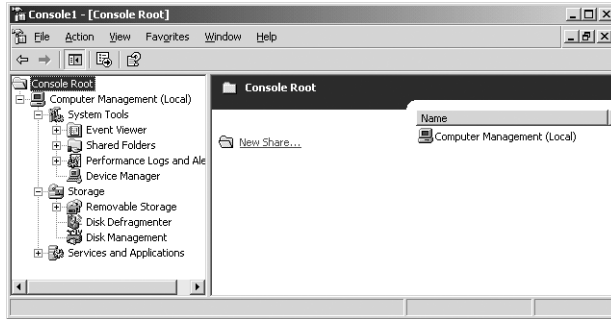 Console1 - [Console Root]
File Action View Favorites Window Help
Console Root
Computer Management (Local)
System Tools
Event Viewer
Shared Folders
Performance Logs and Ale
Device Manager
Storage
Removable Storage
Disk Defragmenter
Disk Management
Services and Applications
Console Root
New Share...
Name
Computer Management (Local)